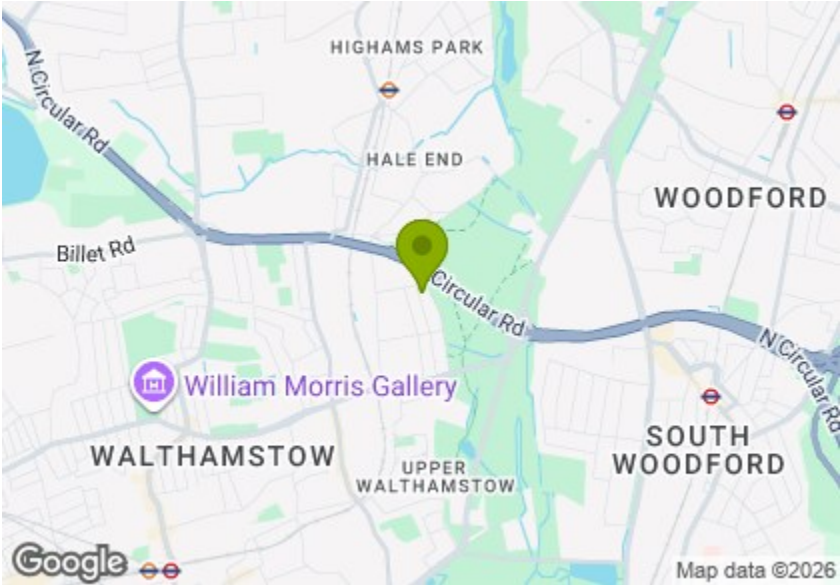 HIGHAMS PARK
N Circular Rd
HALE END
WOODFORD
Billet Rd
Circular Rd
N Circular Rd
William Morris Gallery
SOUTH
WOODFORD
WALTHAMSTOW
UPPER
WALTHAMSTOW
Google
Map data ©2026